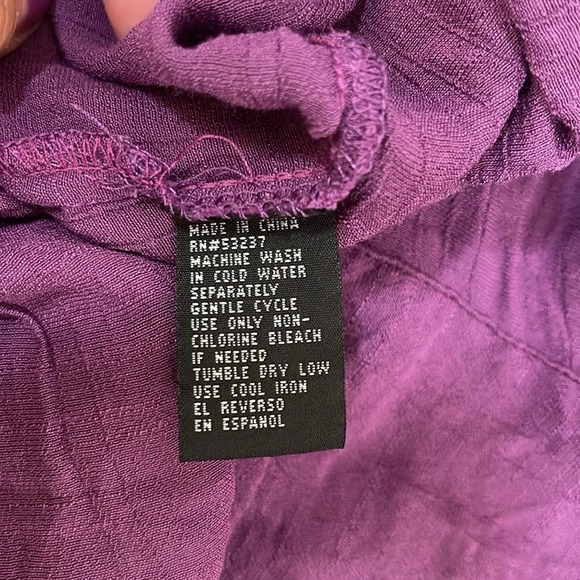 MADE IN CHINA
RN#53237
MACHINE WASH
IN COLD WATER
SEPARATELY
GENTLE CYCLE
USE ONLY NON-
CHLORINE BLEACH
IF NEEDED
TUMBLE DRY LOW
USE COOL IRON
EL REVERSO
EN ESPAÑOL